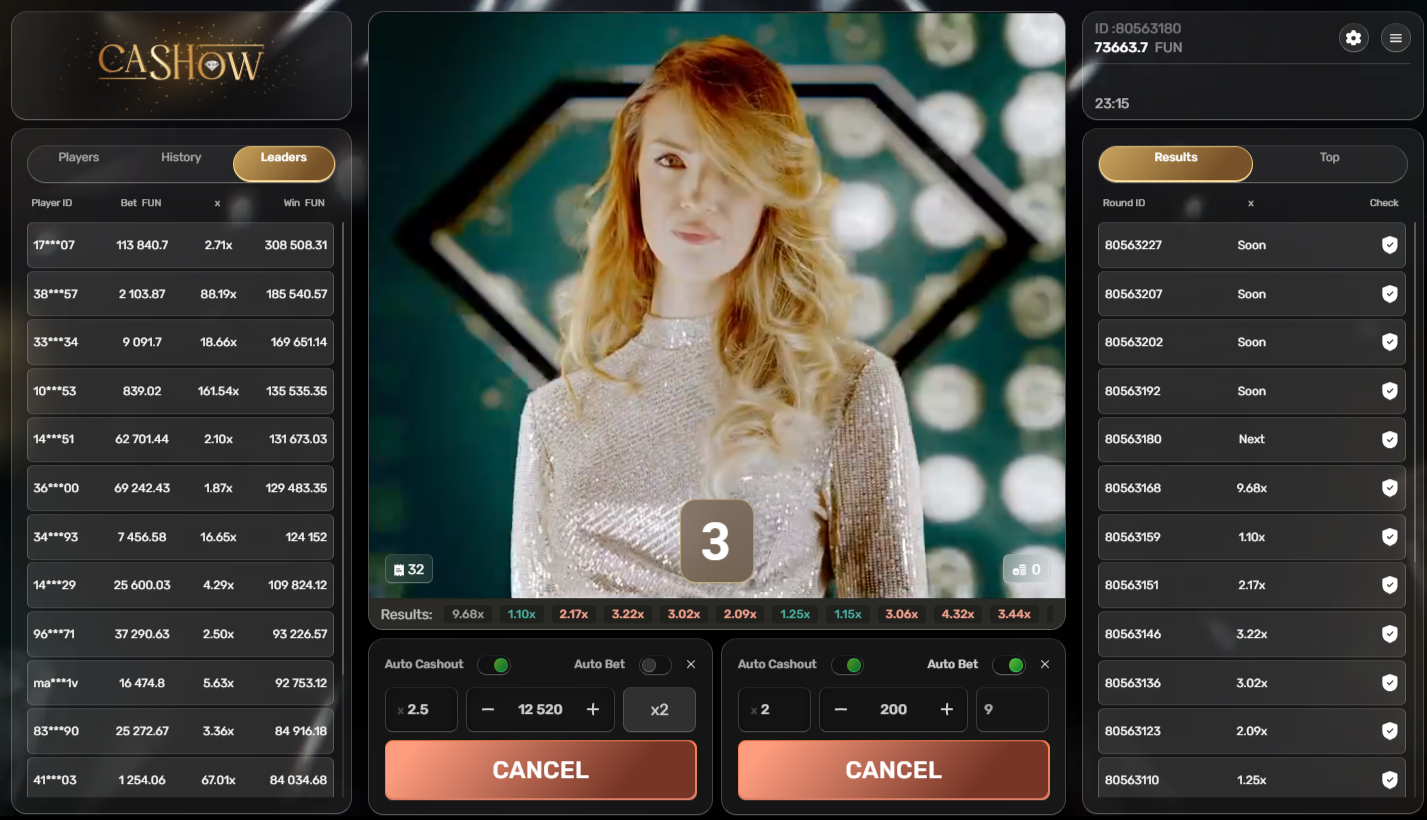 CASHOW
Players History Leaders
Player ID Bet FUN x Win FUN
17***07 113 840.7 2.71x 308 508.31
38***57 2 103.87 88.19x 185 540.57
33***34 9 091.7 18.66x 169 651.14
10***53 839.02 161.54x 135 535.35
14***51 62 701.44 2.10x 131 673.03
36***00 69 242.43 1.87x 129 483.35
34***93 7 456.58 16.65x 124 152
14***29 25 600.03 4.29x 109 824.12
96***71 37 290.63 2.50x 93 226.57
ma***1v 16 474.8 5.63x 92 753.12
83***90 25 272.67 3.36x 84 916.18
41***03 1 254.06 67.01x 84 034.68
3
32
0
Results: 9.68x 1.10x 2.17x 3.22x 3.02x 2.09x 1.25x 1.15x 3.06x 4.32x 3.44x
Auto Cashout Auto Bet
x 2.5 12 520 x2
CANCEL
Auto Cashout Auto Bet
x 2 200 9
CANCEL
ID :80563180
73663.7 FUN
23:15
Results Top
Round ID x Check
80563227 Soon
80563207 Soon
80563202 Soon
80563192 Soon
80563180 Next
80563168 9.68x
80563159 1.10x
80563151 2.17x
80563146 3.22x
80563136 3.02x
80563123 2.09x
80563110 1.25x